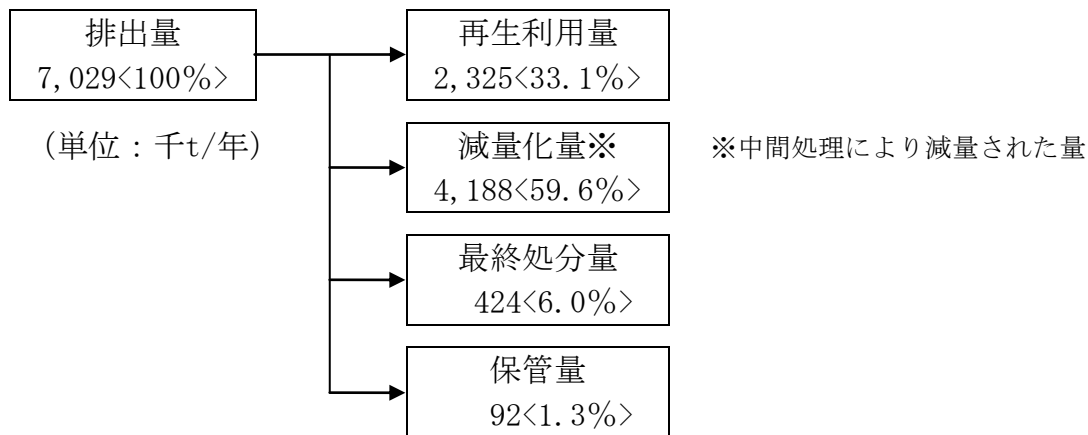 排出量
7,029<100%>
(単位：千t/年)
再生利用量
2,325<33.1%>
減量化量※
4,188<59.6%>
※中間処理により減量された量
最終処分量
424<6.0%>
保管量
92<1.3%>